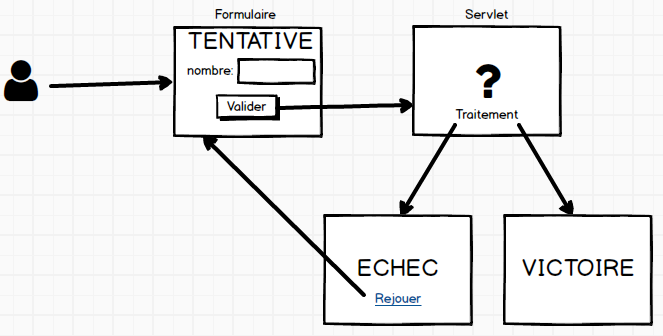 Formulaire
TENTATIVE
nombre:
Valider
Servlet
?
Traitement
ECHEC
Rejouer
VICTOIRE